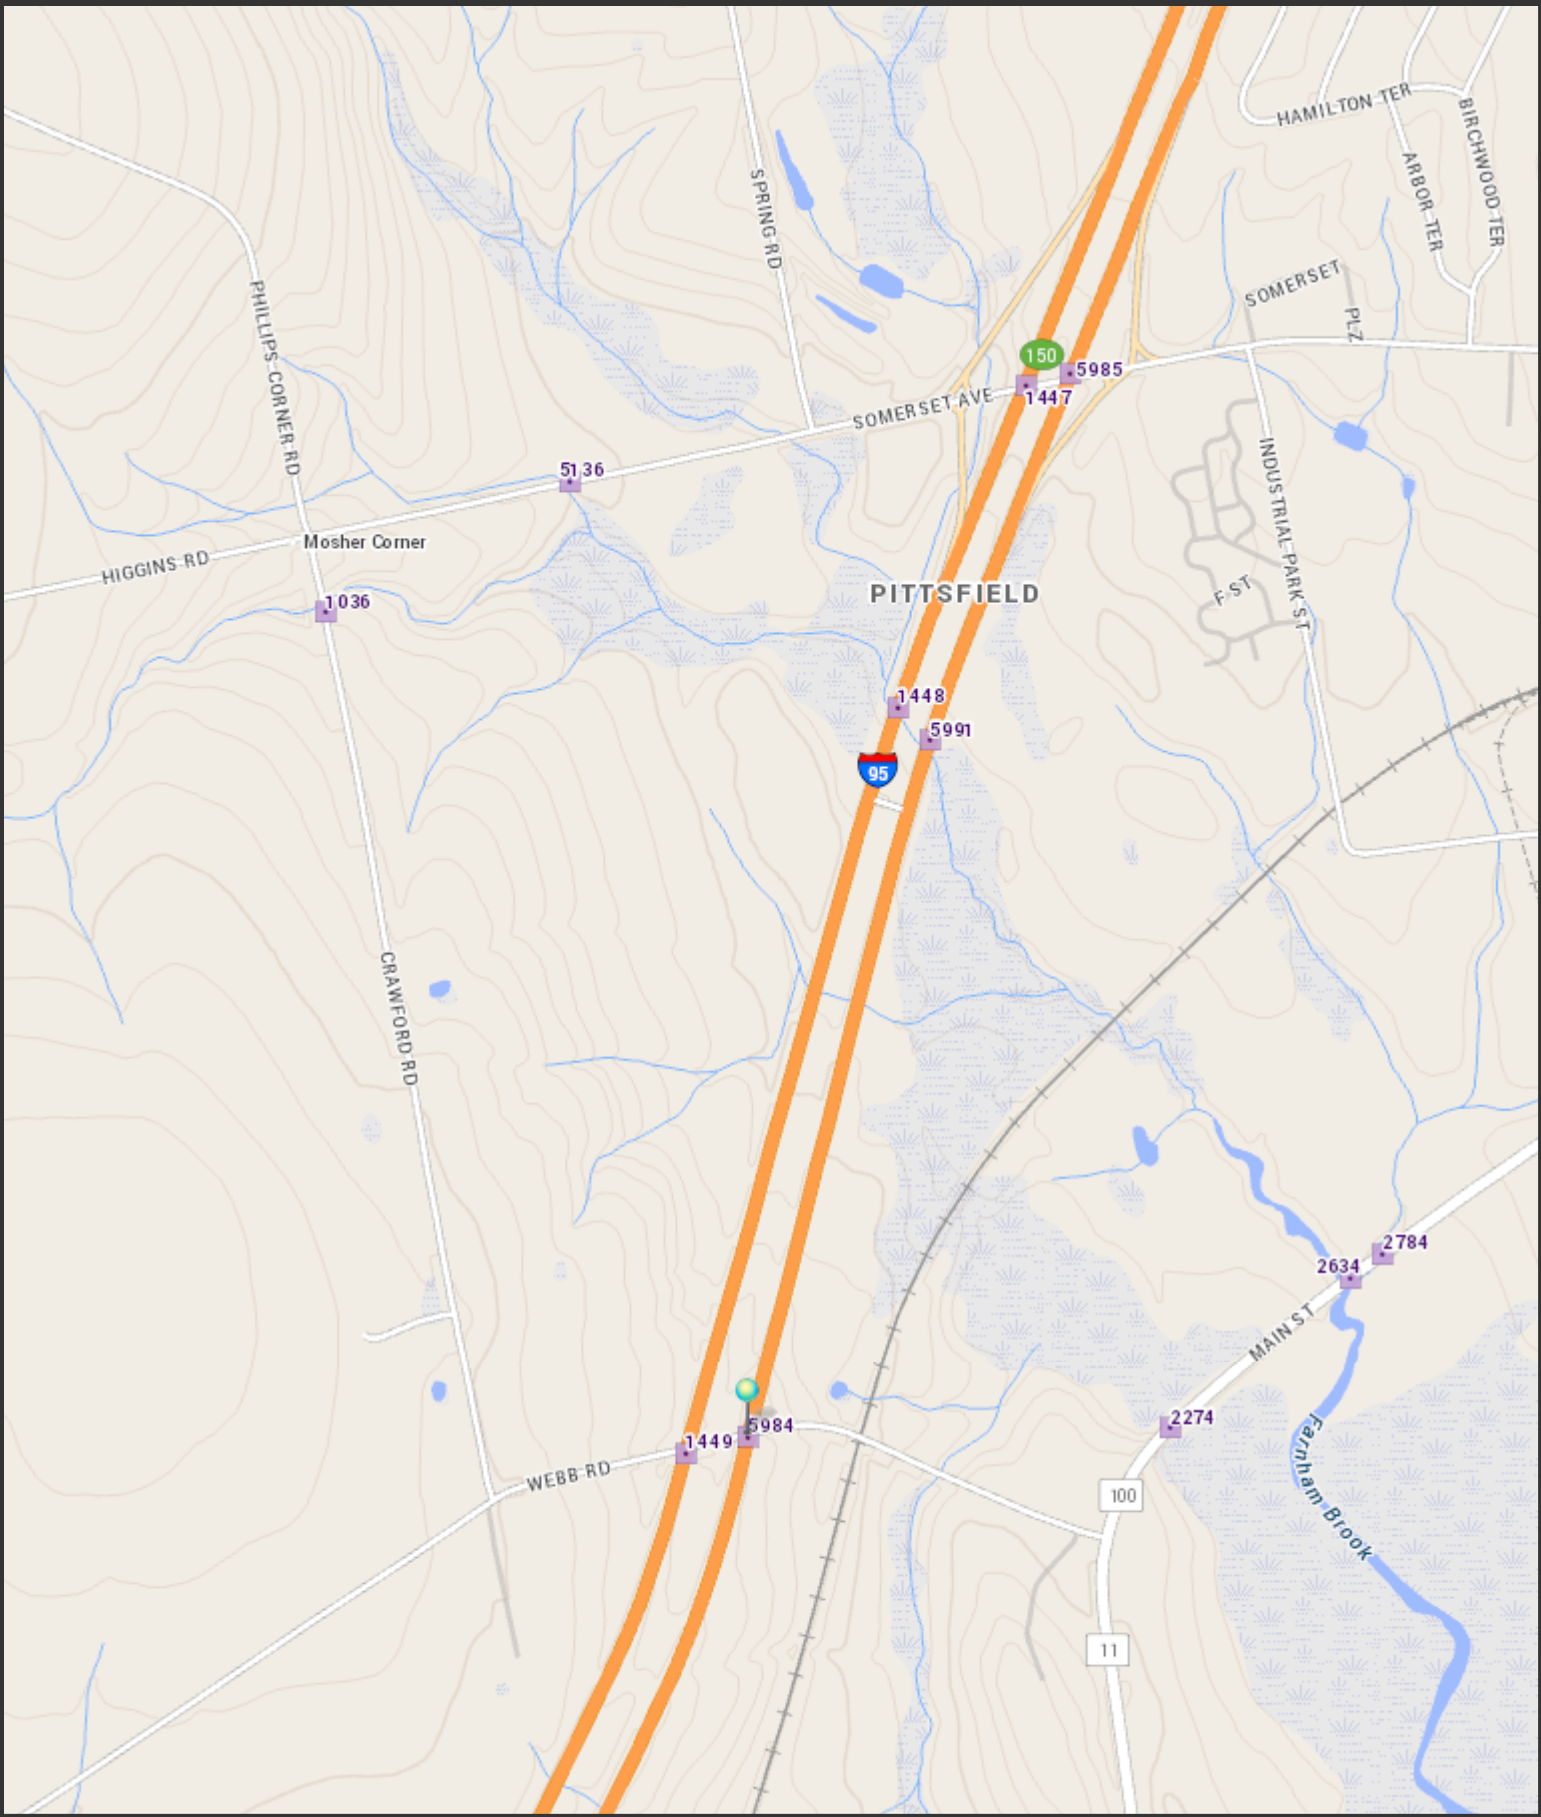 HAMILTON TER
BIRCHWOOD TER
ARBOR TER
SPRING RD
SOMERSET
PLZ
PHILLIPS CORNER RD
150
5985
1447
SOMERSET AVE
5136
INDUSTRIAL PARK ST
Mosher Corner
HIGGINS RD
F ST
PITTSFIELD
1036
1448
5991
95
CRAWFORD RD
2784
2634
MAIN ST
2274
5984
1449
WEBB RD
Farnham Brook
100
11